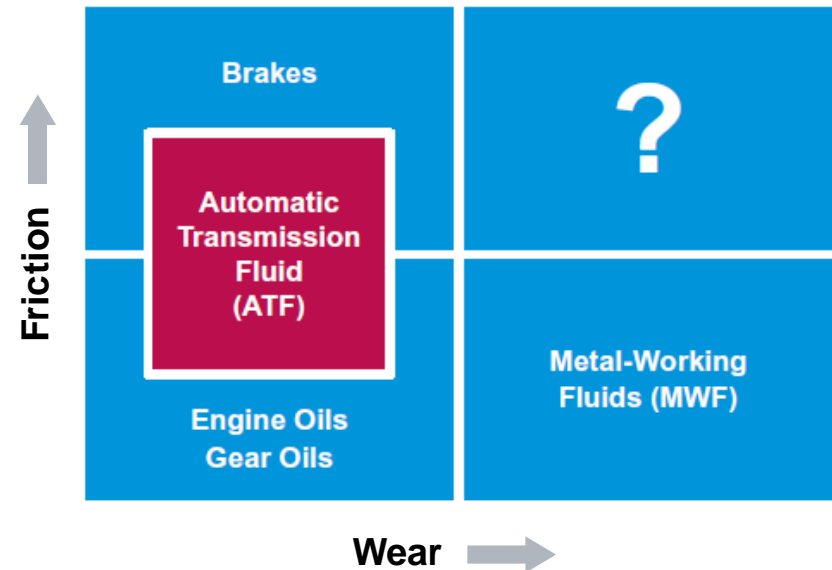 Brakes
?
Friction
Automatic
Transmission
Fluid
(ATF)
Metal-Working
Fluids (MWF)
Engine Oils
Gear Oils
Wear